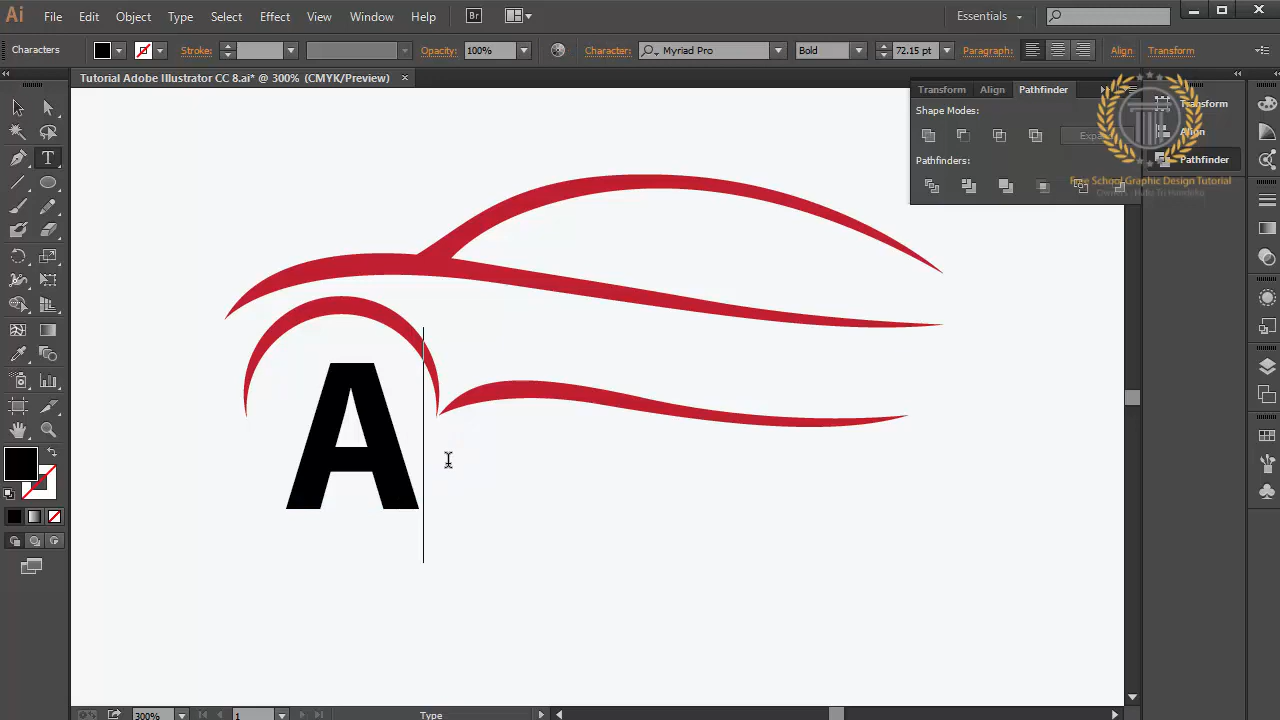 Ai File Edit Object Type Select Effect View Window Help Br Essentials
Characters Stroke: Opacity: 100% Character: Myriad Pro Bold 72.15 pt Paragraph: Align Transform
Tutorial Adobe Illustrator CC 8.ai* @ 300% (CMYK/Preview) ×
Transform Align Pathfinder
Shape Modes:
Pathfinders:
Transform
Align
Pathfinder
Free School Graphic Design Tutorial
T
A
300% 1 Type